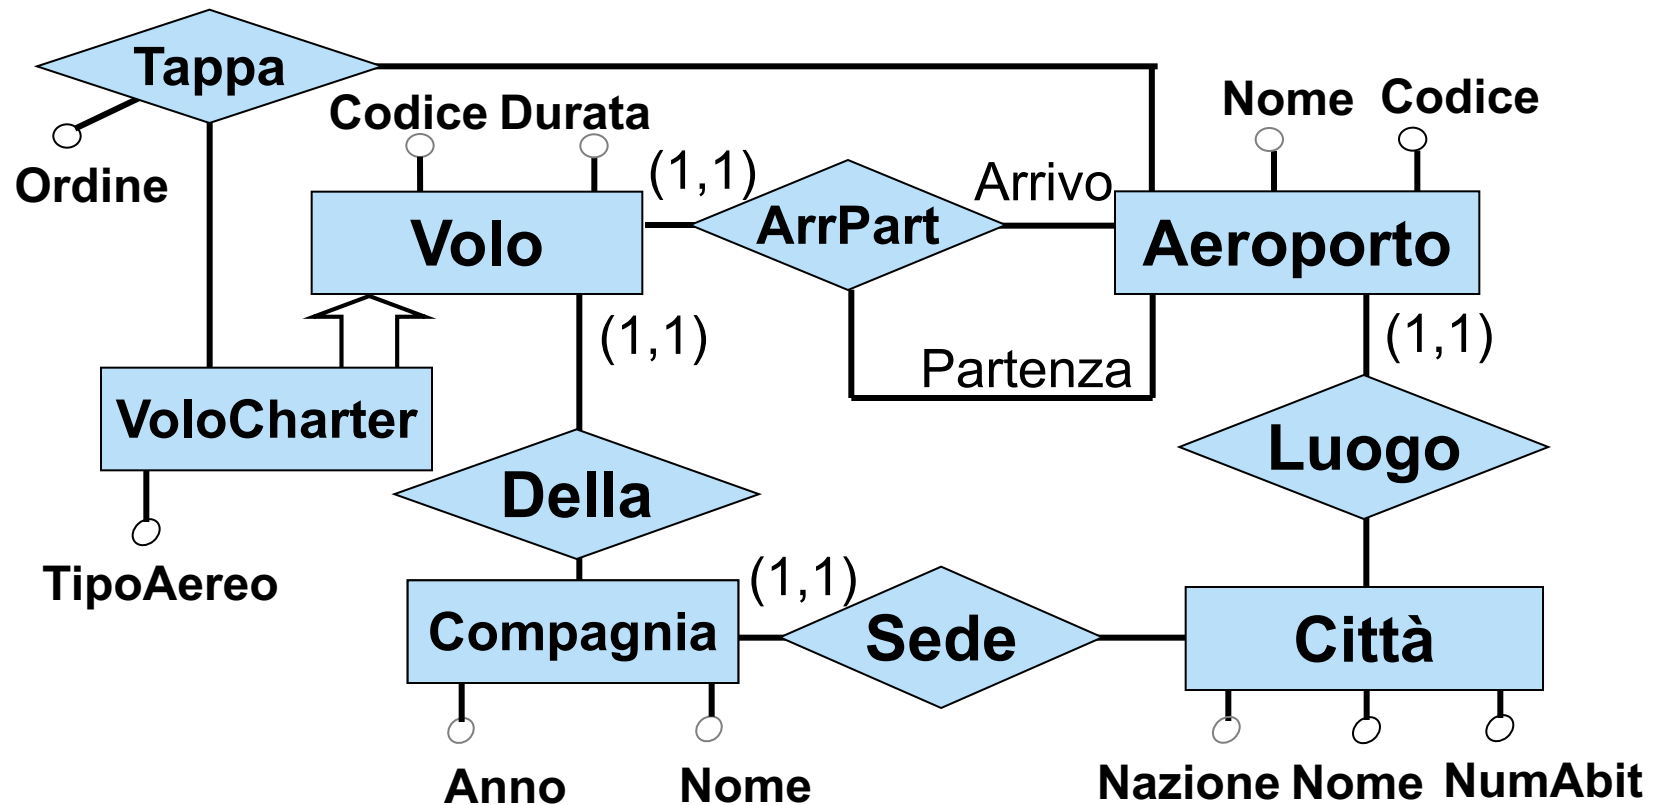 Tappa
Codice Durata
Nome Codice
Ordine
(1,1)
Arrivo
Volo
ArrPart
Aeroporto
(1,1)
(1,1)
Partenza
VoloCharter
Luogo
Della
TipoAereo
(1,1)
Compagnia
Sede
Città
Anno
Nome
Nazione Nome NumAbit